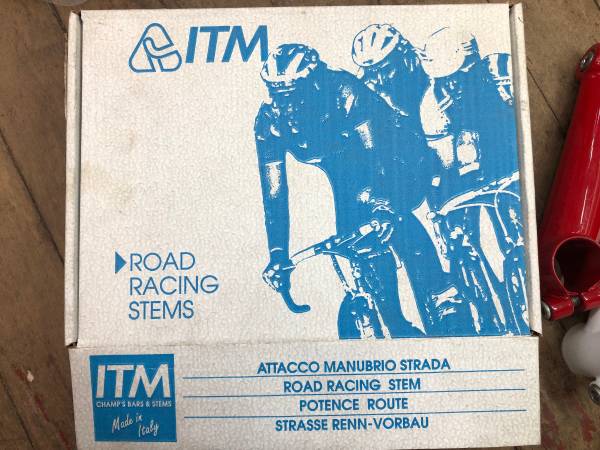 ITM
ROAD
RACING
STEMS
ITM
CHAMP'S BARS & STEMS
Made in
Italy
ATTACCO MANUBRIO STRADA
ROAD RACING STEM
POTENCE ROUTE
STRASSE RENN-VORBAU